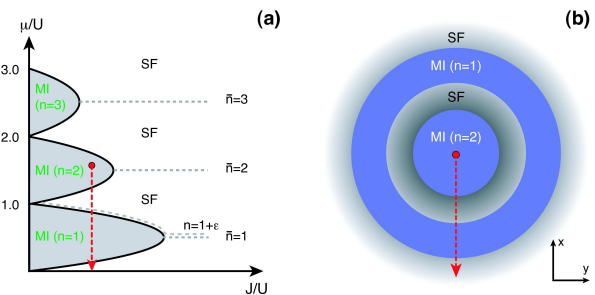 (a)
μ/U
3.0
2.0
1.0
SF
MI
(n=3)
n̄=3
SF
MI (n=2)
n̄=2
SF
n=1+ε
MI (n=1)
n̄=1
J/U
(b)
SF
MI (n=1)
SF
MI (n=2)
x
y